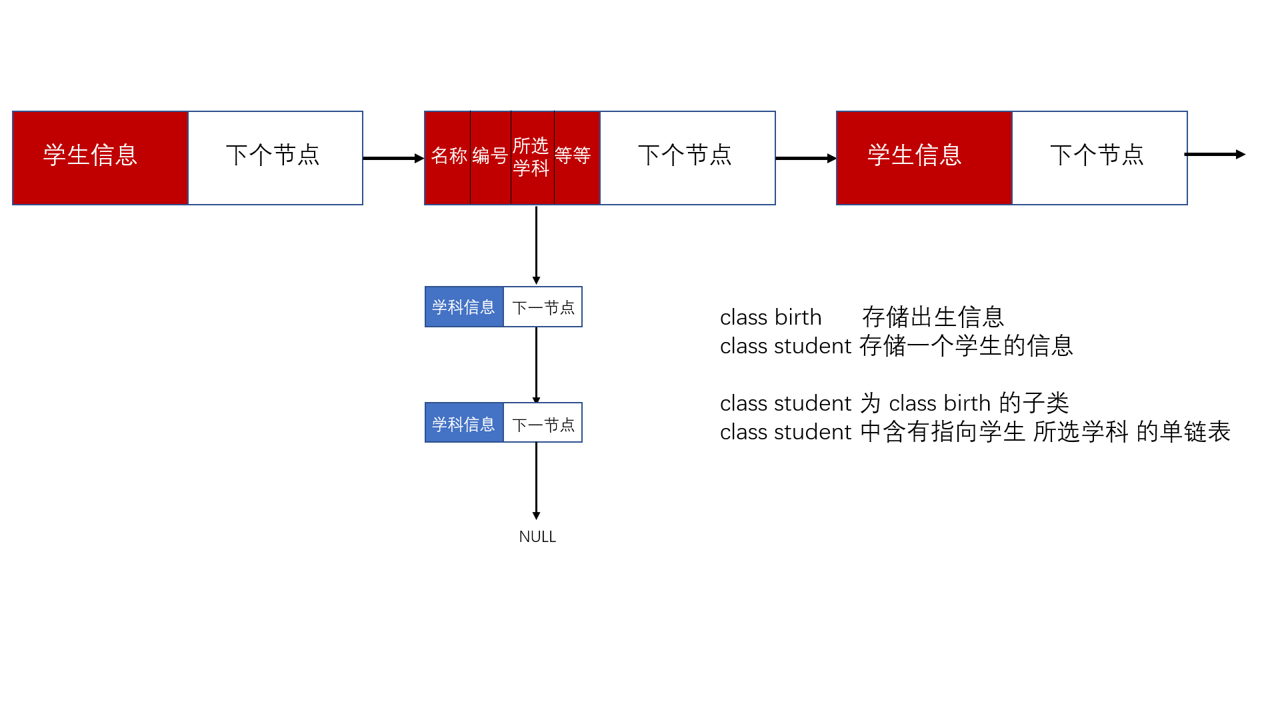 学生信息
下个节点
名称
编号
所选
学科
等等
下个节点
学生信息
下个节点
学科信息
下一节点
学科信息
下一节点
NULL
class birth 存储出生信息
class student 存储一个学生的信息
class student 为 class birth 的子类
class student 中含有指向学生 所选学科 的单链表